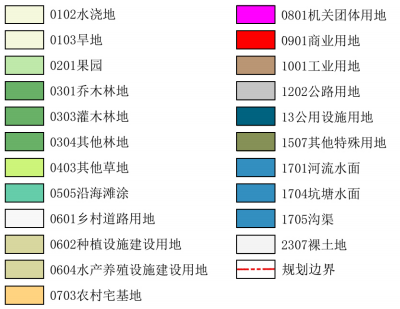 0102水浇地
0103旱地
0201果园
0301乔木林地
0303灌木林地
0304其他林地
0403其他草地
0505沿海滩涂
0601乡村道路用地
0602种植设施建设用地
0604水产养殖设施建设用地
0703农村宅基地
0801机关团体用地
0901商业用地
1001工业用地
1202公路用地
13公用设施用地
1507其他特殊用地
1701河流水面
1704坑塘水面
1705沟渠
2307裸土地
规划边界